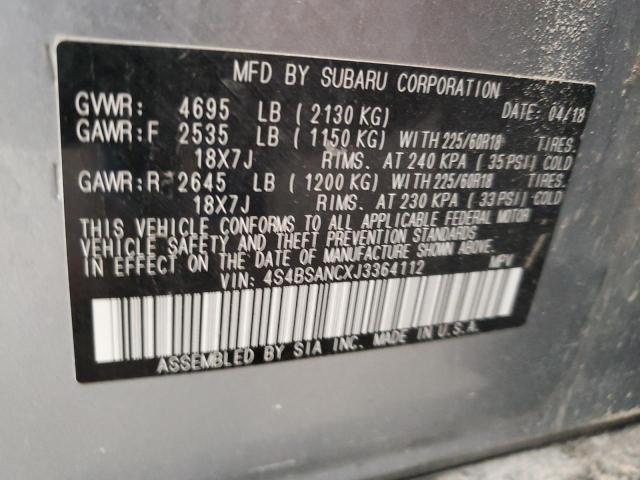 MFD BY SUBARU CORPORATION
GVWR: 4695 LB (2130 KG) DATE: 04/18
GAWR:F 2535 LB (1150 KG) WITH 225/60R18 TIRES.
18X7J RIMS. AT 240 KPA (35 PSI) COLD
GAWR:R 2645 LB (1200 KG) WITH 225/60R18 TIRES.
18X7J RIMS. AT 230 KPA (33 PSI) COLD
THIS VEHICLE CONFORMS TO ALL APPLICABLE FEDERAL MOTOR
VEHICLE SAFETY AND THEFT PREVENTION STANDARDS
IN EFFECT ON THE DATE OF MANUFACTURE SHOWN ABOVE.
VIN: 4S4BSANCXJ3364112 MPV
ASSEMBLED BY SIA INC. MADE IN U.S.A.